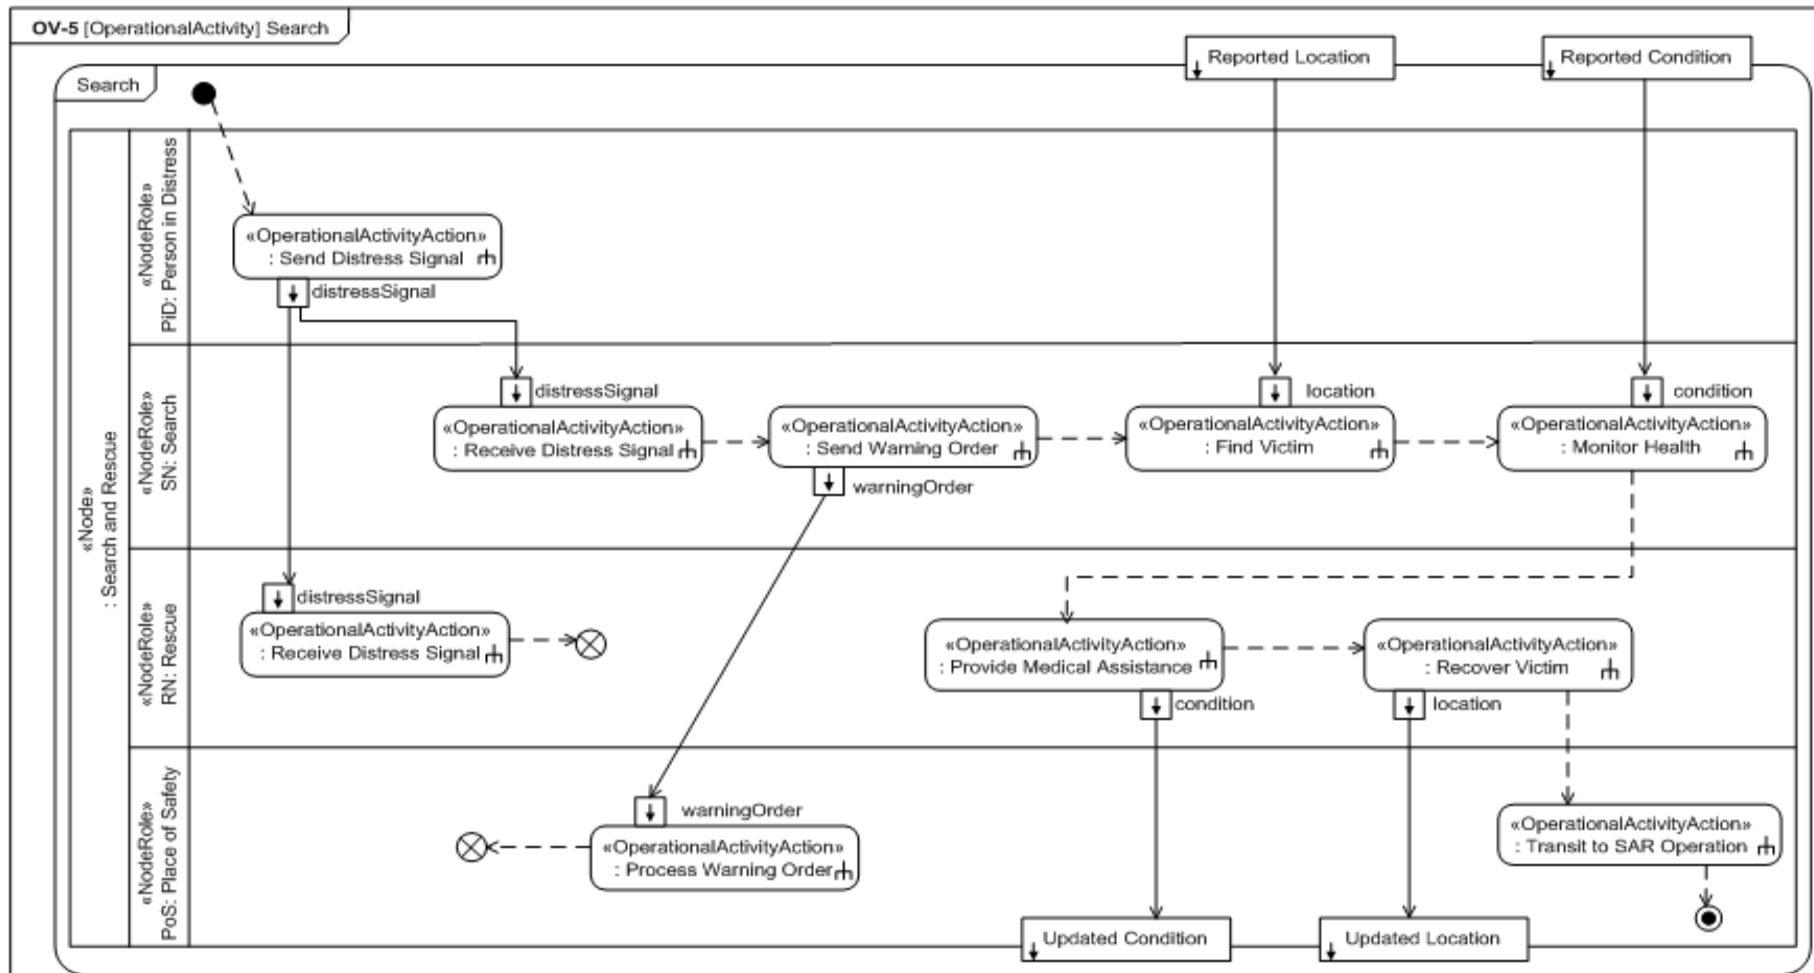 OV-5 [OperationalActivity] Search
Reported Location
Reported Condition
Search
«Node»
: Search and Rescue
«NodeRole»
PiD: Person in Distress
«OperationalActivityAction»
: Send Distress Signal
distressSignal
«NodeRole»
SN: Search
distressSignal
«OperationalActivityAction»
: Receive Distress Signal
«OperationalActivityAction»
: Send Warning Order
warningOrder
location
«OperationalActivityAction»
: Find Victim
condition
«OperationalActivityAction»
: Monitor Health
«NodeRole»
RN: Rescue
distressSignal
«OperationalActivityAction»
: Receive Distress Signal
«OperationalActivityAction»
: Provide Medical Assistance
condition
«OperationalActivityAction»
: Recover Victim
location
«NodeRole»
PoS: Place of Safety
warningOrder
«OperationalActivityAction»
: Process Warning Order
«OperationalActivityAction»
: Transit to SAR Operation
Updated Condition
Updated Location